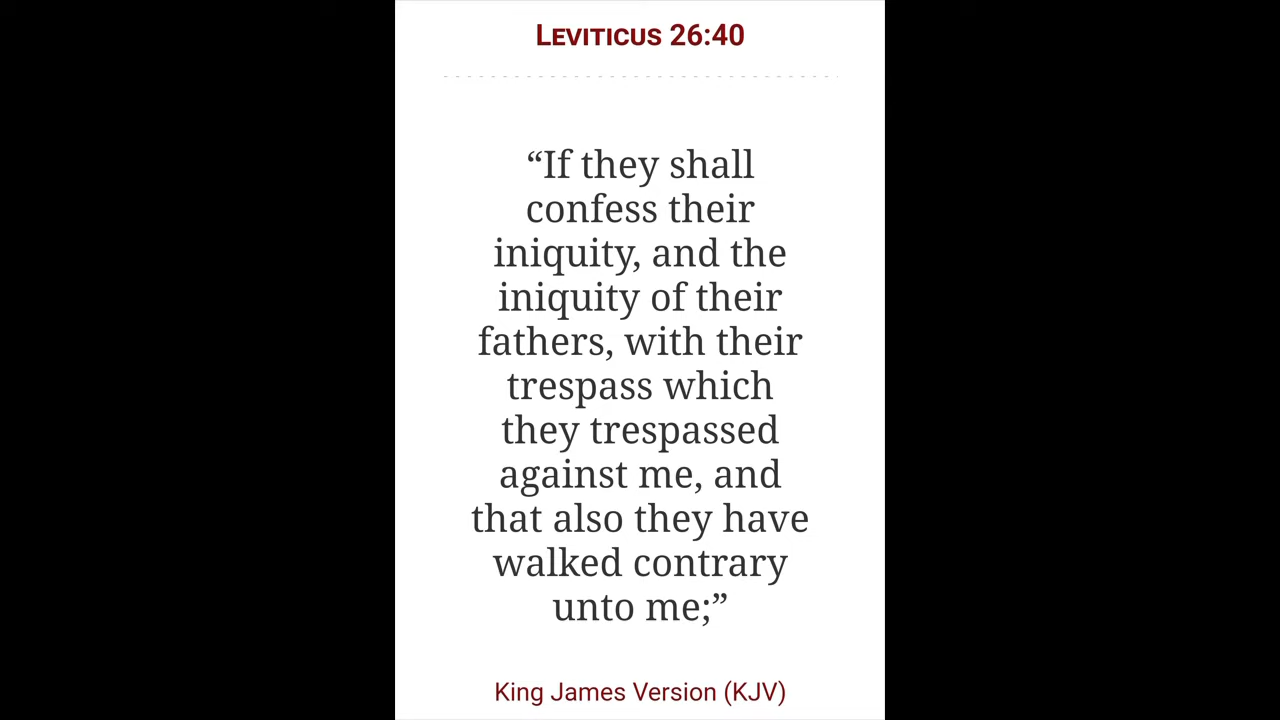 Leviticus 26:40
“If they shall
confess their
iniquity, and the
iniquity of their
fathers, with their
trespass which
they trespassed
against me, and
that also they have
walked contrary
unto me;”
King James Version (KJV)